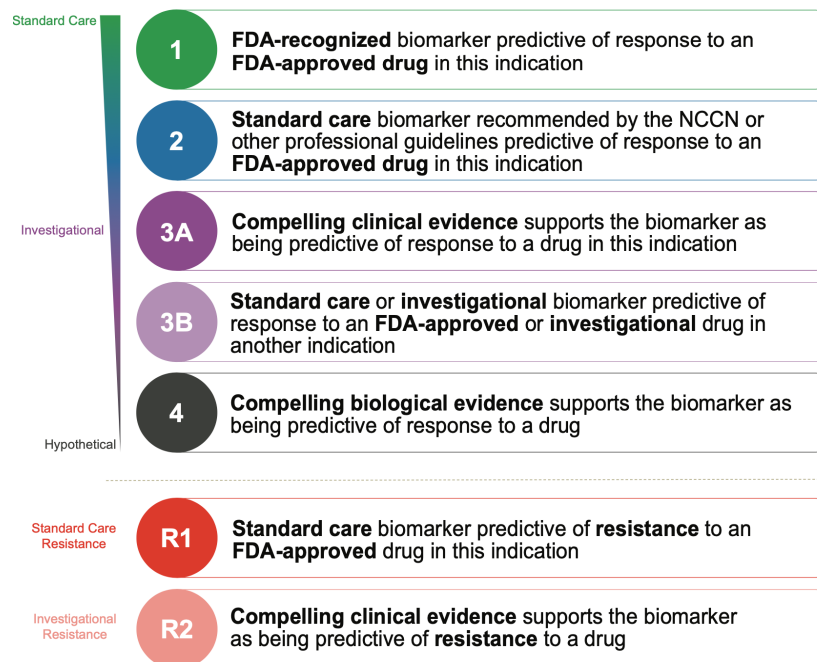 Standard Care
1
FDA-recognized biomarker predictive of response to an
FDA-approved drug in this indication
2
Standard care biomarker recommended by the NCCN or
other professional guidelines predictive of response to an
FDA-approved drug in this indication
Investigational
3A
Compelling clinical evidence supports the biomarker as
being predictive of response to a drug in this indication
3B
Standard care or investigational biomarker predictive of
response to an FDA-approved or investigational drug in
another indication
4
Compelling biological evidence supports the biomarker as
being predictive of response to a drug
Hypothetical
Standard Care
Resistance
R1
Standard care biomarker predictive of resistance to an
FDA-approved drug in this indication
Investigational
Resistance
R2
Compelling clinical evidence supports the biomarker
as being predictive of resistance to a drug